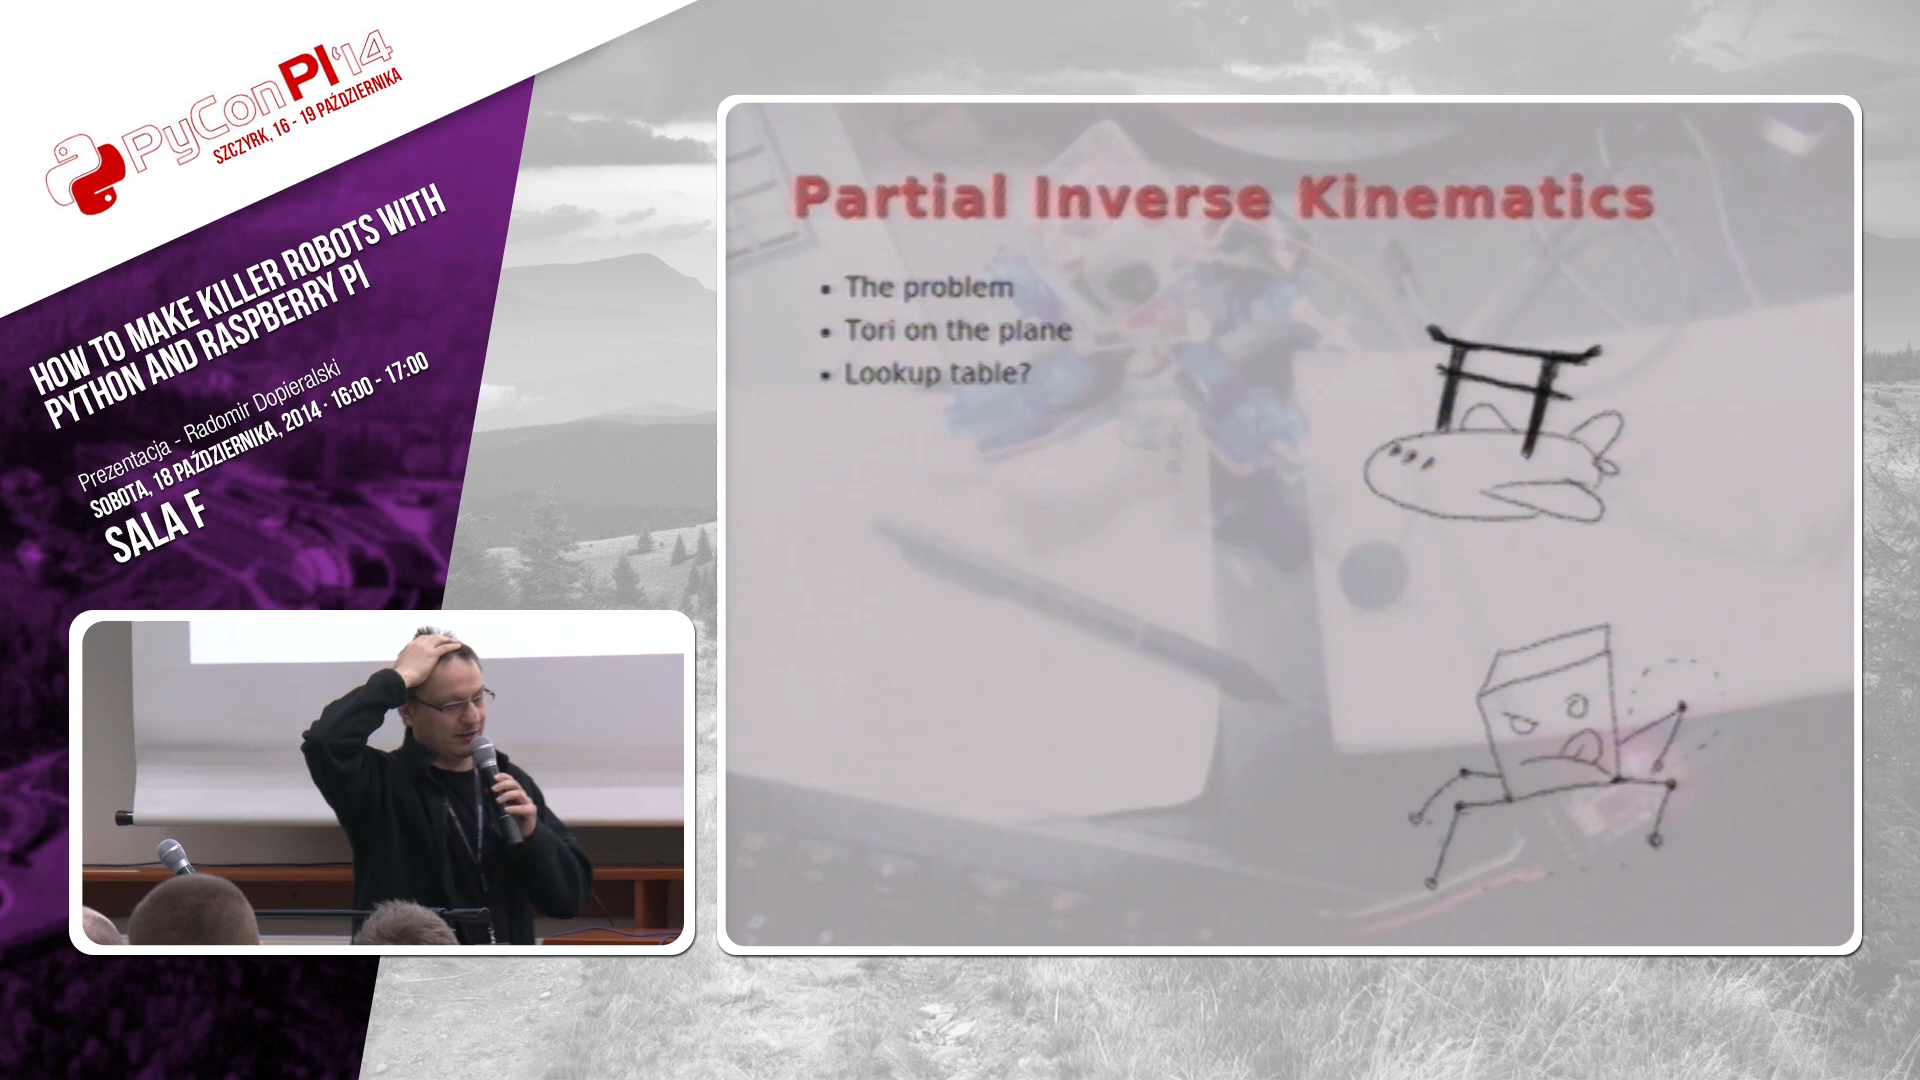 PyConPl'14
SZCZYRK, 16 - 19 PAŹDZIERNIKA
HOW TO MAKE KILLER ROBOTS WITH
PYTHON AND RASPBERRY PI
Prezentacja - Radomir Dopieralski
SOBOTA, 18 PAŹDZIERNIKA, 2014 · 16:00 - 17:00
SALA F
Partial Inverse Kinematics
• The problem
• Tori on the plane
• Lookup table?